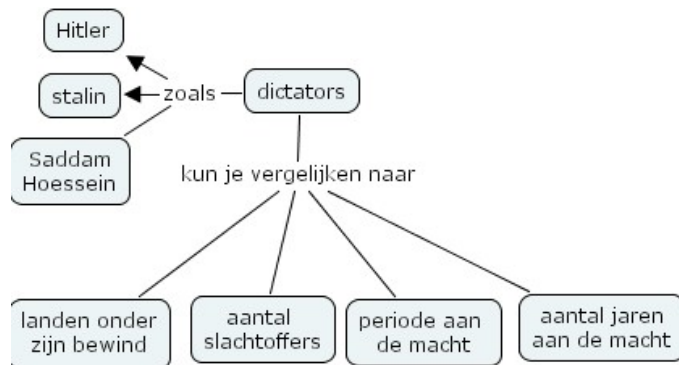 Hitler
stalin
zoals
dictators
Saddam
Hoessein
kun je vergelijken naar
landen onder
zijn bewind
aantal
slachtoffers
periode aan
de macht
aantal jaren
aan de macht